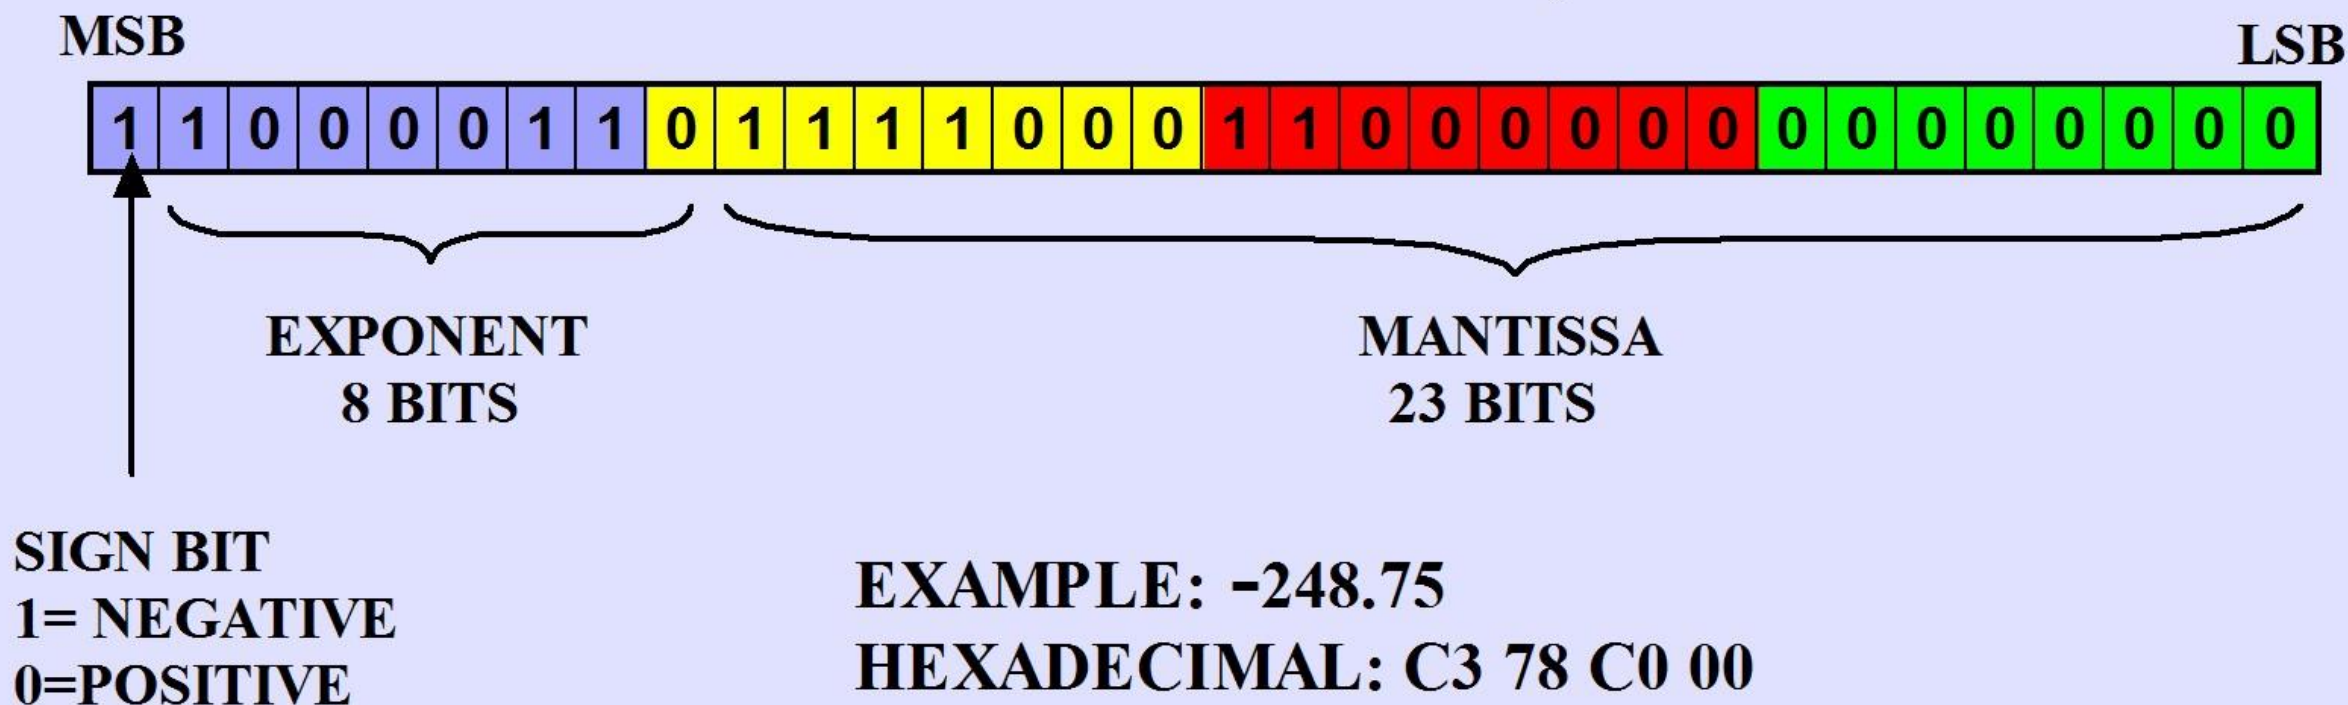 MSB LSB
1 1 0 0 0 0 1 1 0 1 1 1 1 0 0 0 1 1 0 0 0 0 0 0 0 0 0 0 0 0 0 0
EXPONENT
8 BITS
MANTISSA
23 BITS
SIGN BIT
1= NEGATIVE
0=POSITIVE
EXAMPLE: -248.75
HEXADECIMAL: C3 78 C0 00